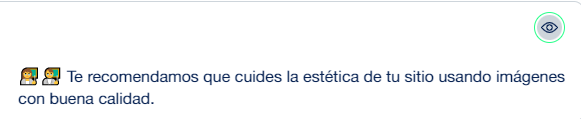 👩‍🏫👩‍🏫 Te recomendamos que cuides la estética de tu sitio usando imágenes
con buena calidad.